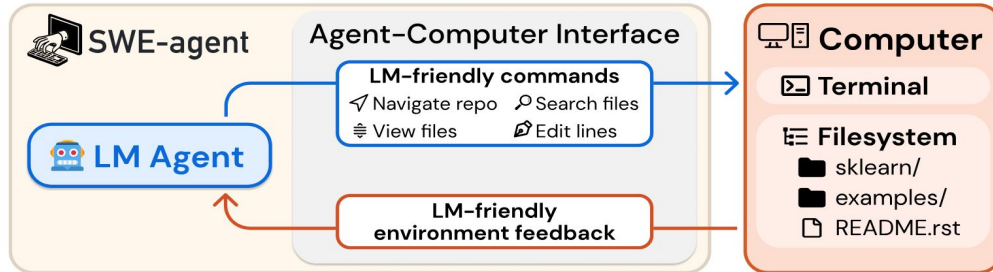 SWE-agent
Agent-Computer Interface
LM-friendly commands
Navigate repo Search files
View files Edit lines
LM Agent
LM-friendly
environment feedback
Computer
Terminal
Filesystem
sklearn/
examples/
README.rst